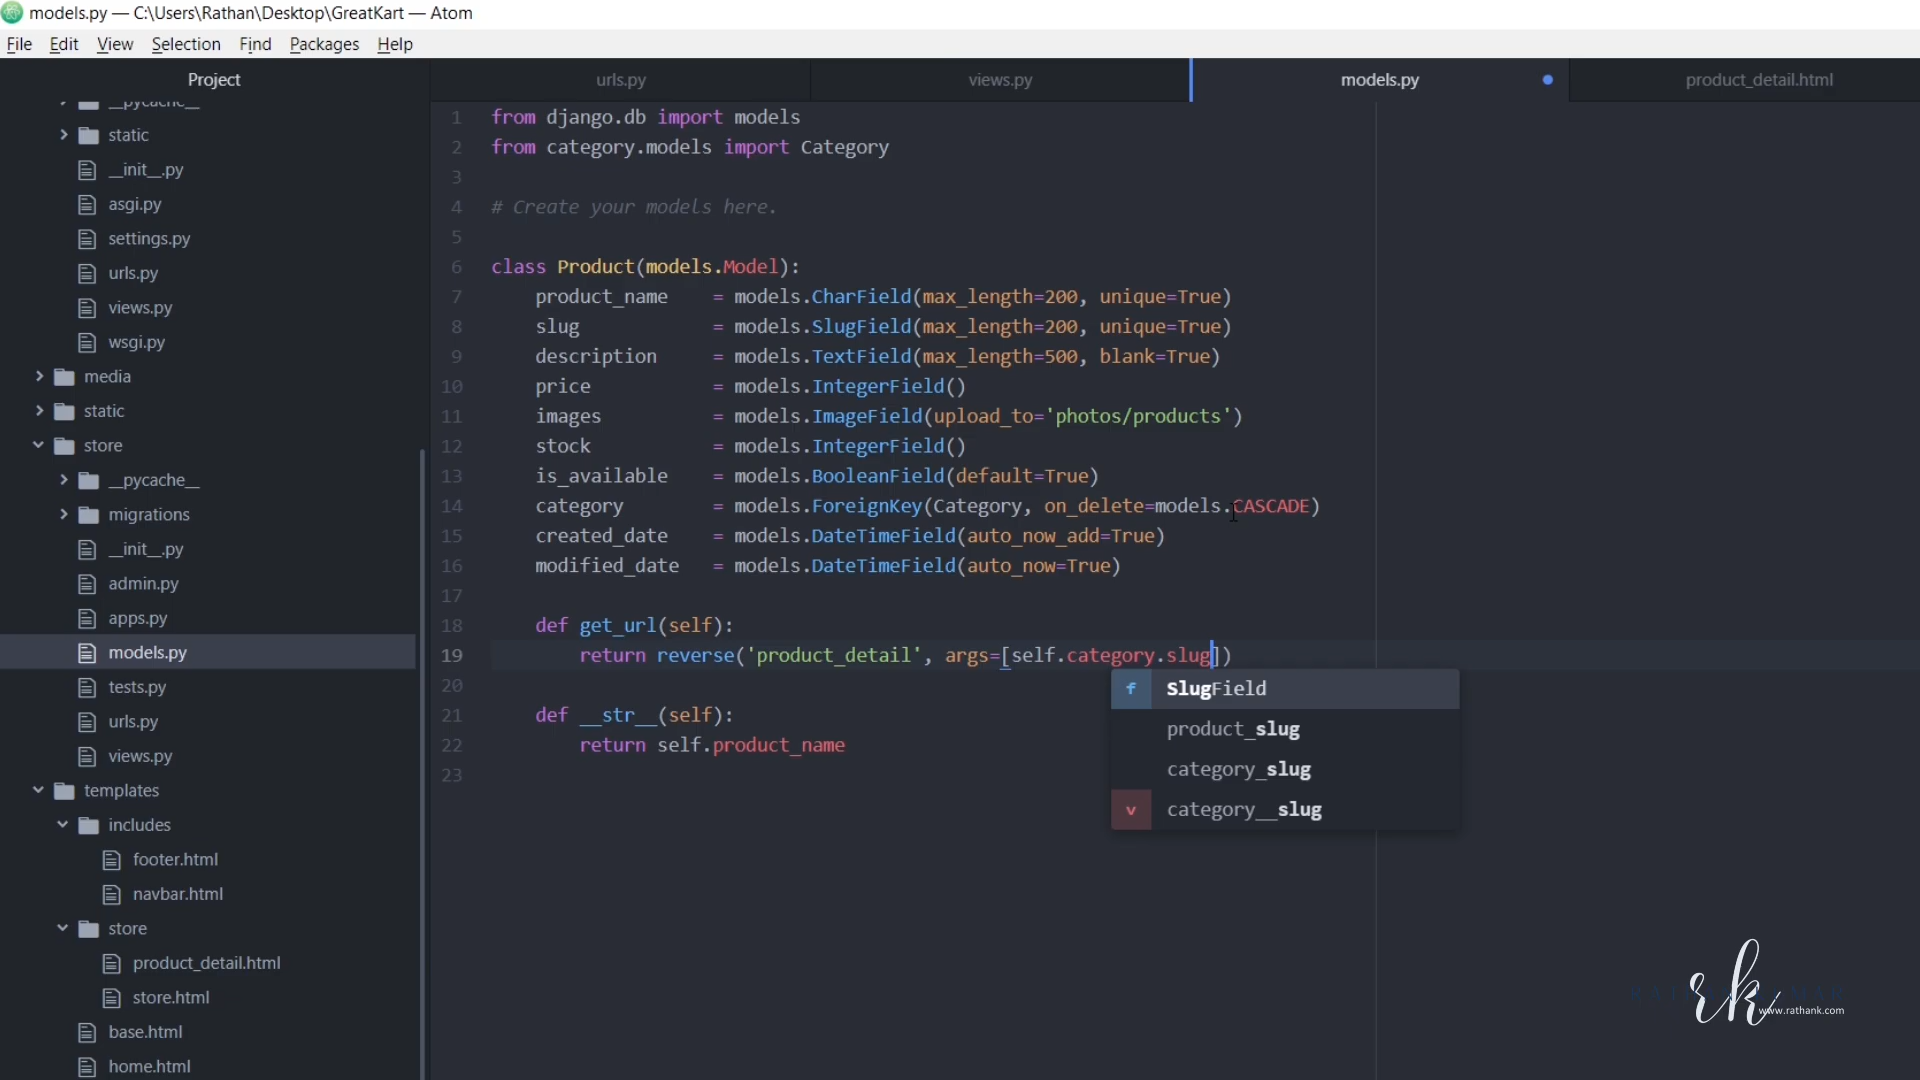 models.py — C:\Users\Rathan\Desktop\GreatKart — Atom
File Edit View Selection Find Packages Help
Project
urls.py views.py models.py product_detail.html
__pycache__
static
__init__.py
asgi.py
settings.py
urls.py
views.py
wsgi.py
media
static
store
__pycache__
migrations
__init__.py
admin.py
apps.py
models.py
tests.py
urls.py
views.py
templates
includes
footer.html
navbar.html
store
product_detail.html
store.html
base.html
home.html
1 from django.db import models
2 from category.models import Category
3
4 # Create your models here.
5
6 class Product(models.Model):
7 product_name = models.CharField(max_length=200, unique=True)
8 slug = models.SlugField(max_length=200, unique=True)
9 description = models.TextField(max_length=500, blank=True)
10 price = models.IntegerField()
11 images = models.ImageField(upload_to='photos/products')
12 stock = models.IntegerField()
13 is_available = models.BooleanField(default=True)
14 category = models.ForeignKey(Category, on_delete=models.CASCADE)
15 created_date = models.DateTimeField(auto_now_add=True)
16 modified_date = models.DateTimeField(auto_now=True)
17
18 def get_url(self):
19 return reverse('product_detail', args=[self.category.slug])
20
21 def __str__(self):
22 return self.product_name
23
f SlugField
product_slug
category_slug
v category__slug
rk
www.rathank.com